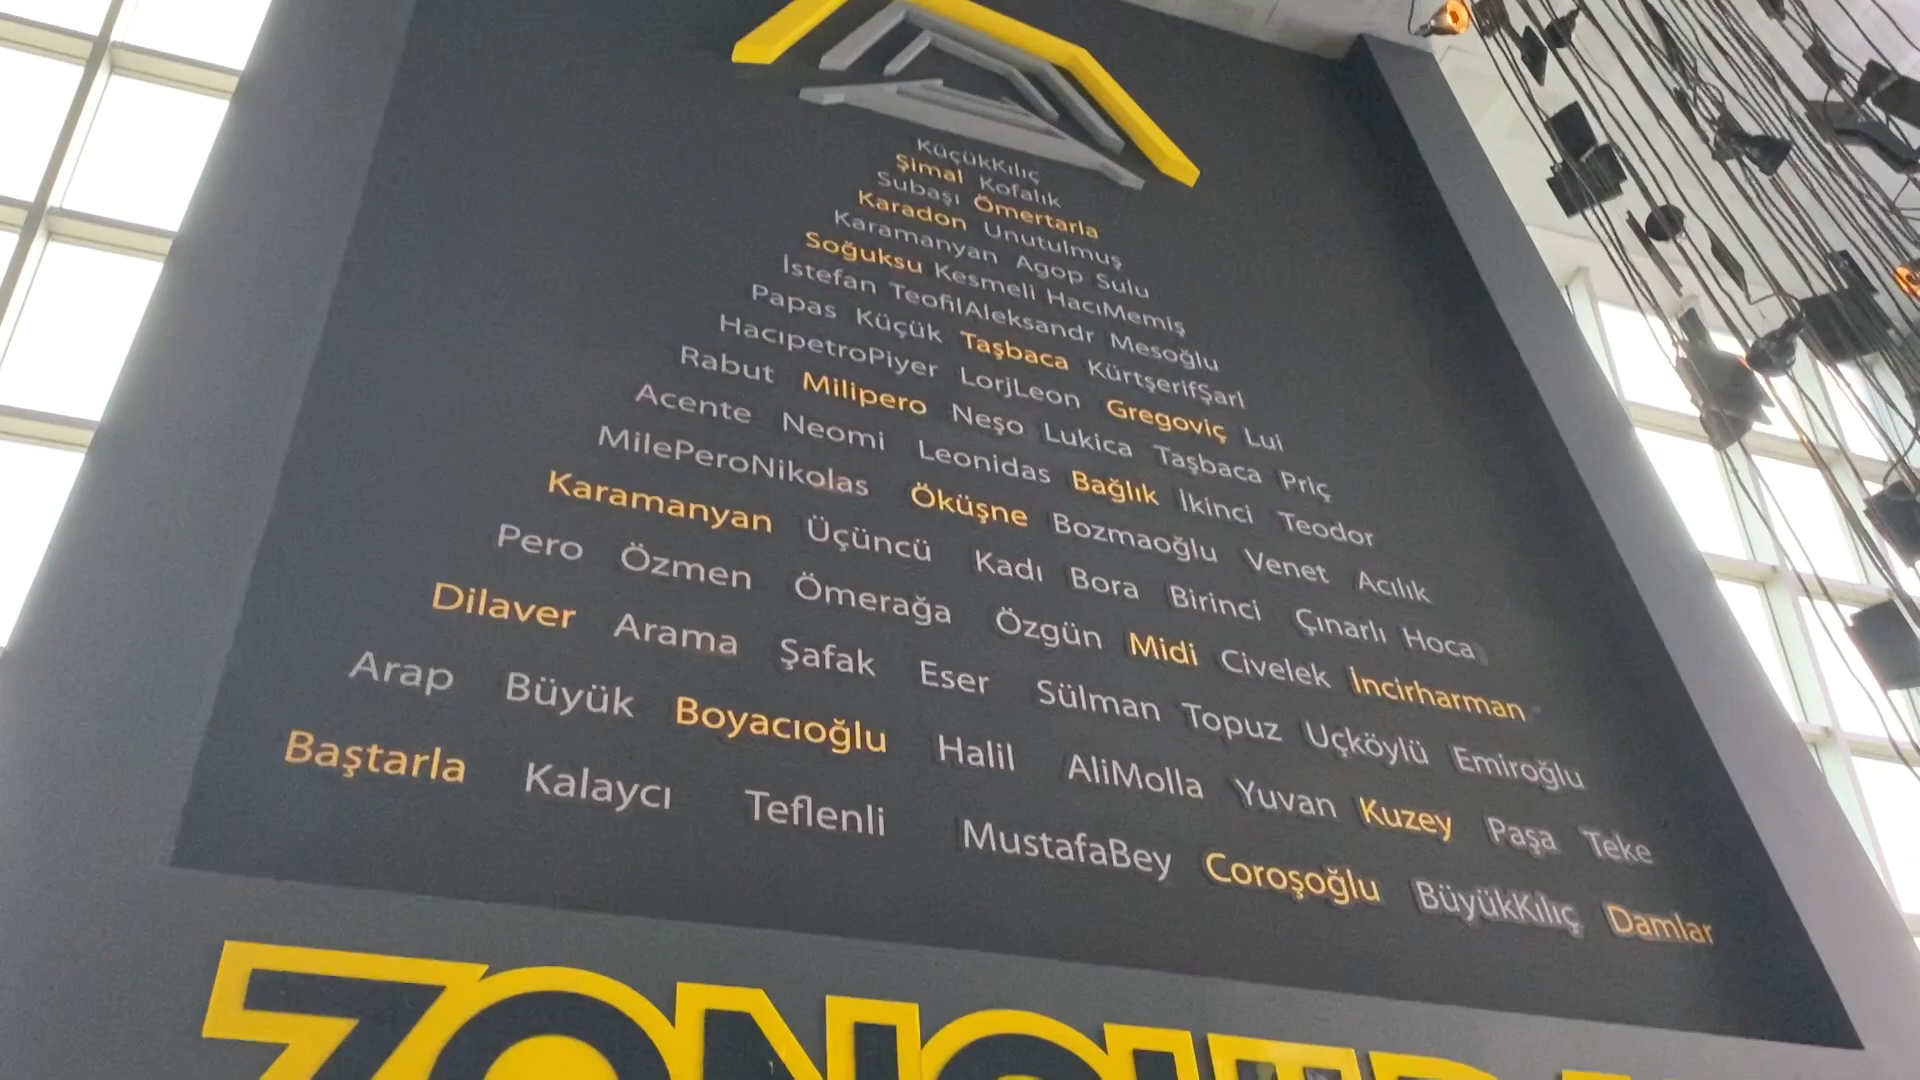 KüçükKılıç
Şimal Kofalık
Subaşı Ömertarla
Karadon Unutulmuş
Karamanyan Agop Sulu
Soğuksu Kesmeli HacıMemiş
İstefan TeofilAleksandr Mesoğlu
Papas Küçük Taşbaca KürtşerifŞarl
HacıpetroPiyer LorjLeon Gregoviç Lui
Rabut Milipero Neşo Lukica Taşbaca Priç
Acente Neomi Leonidas Bağlık İkinci Teodor
MilePeroNikolas Öküşne Bozmaoğlu Venet Acılık
Karamanyan Üçüncü Kadı Bora Birinci Çınarlı Hoca
Pero Özmen Ömerağa Özgün Midi Civelek İncirharman
Dilaver Arama Şafak Eser Sülman Topuz Uçköylü Emiroğlu
Arap Büyük Boyacıoğlu Halil AliMolla Yuvan Kuzey Paşa Teke
Baştarla Kalaycı Teflenli MustafaBey Coroşoğlu BüyükKılıç Damlar